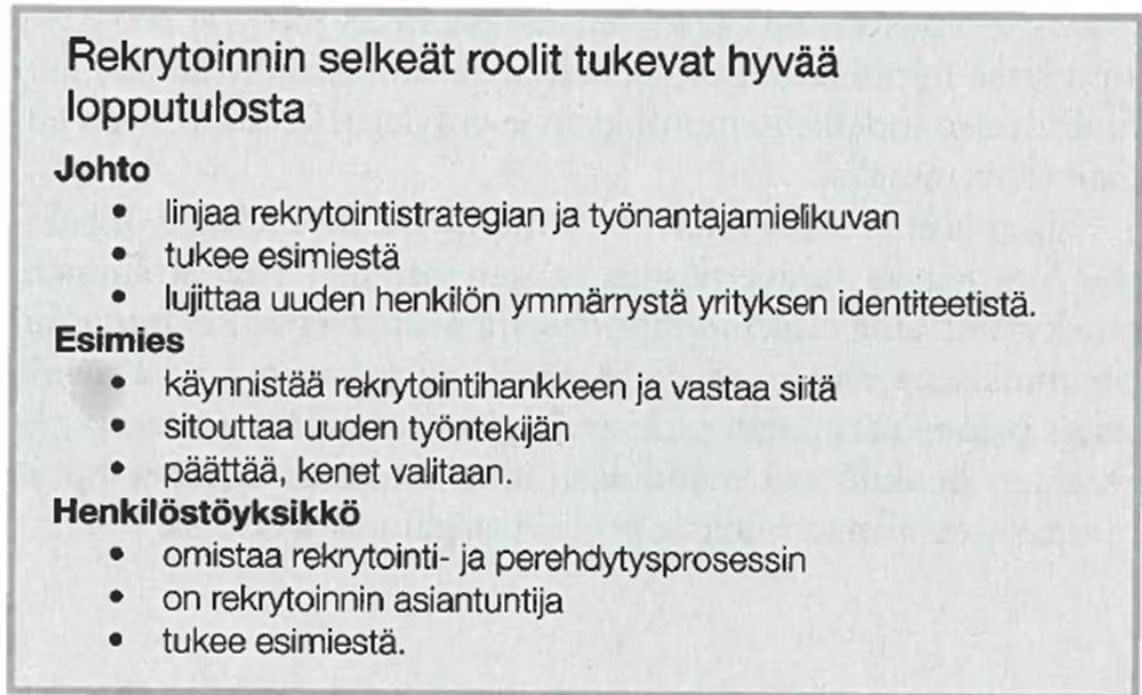 Rekrytoinnin selkeät roolit tukevat hyvää
lopputulosta
Johto
• linjaa rekrytointistrategian ja työnantajamielikuvan
• tukee esimiestä
• lujittaa uuden henkilön ymmärrystä yrityksen identiteetistä.
Esimies
• käynnistää rekrytointihankkeen ja vastaa siitä
• sitouttaa uuden työntekijän
• päättää, kenet valitaan.
Henkilöstöyksikkö
• omistaa rekrytointi- ja perehdytysprosessin
• on rekrytoinnin asiantuntija
• tukee esimiestä.